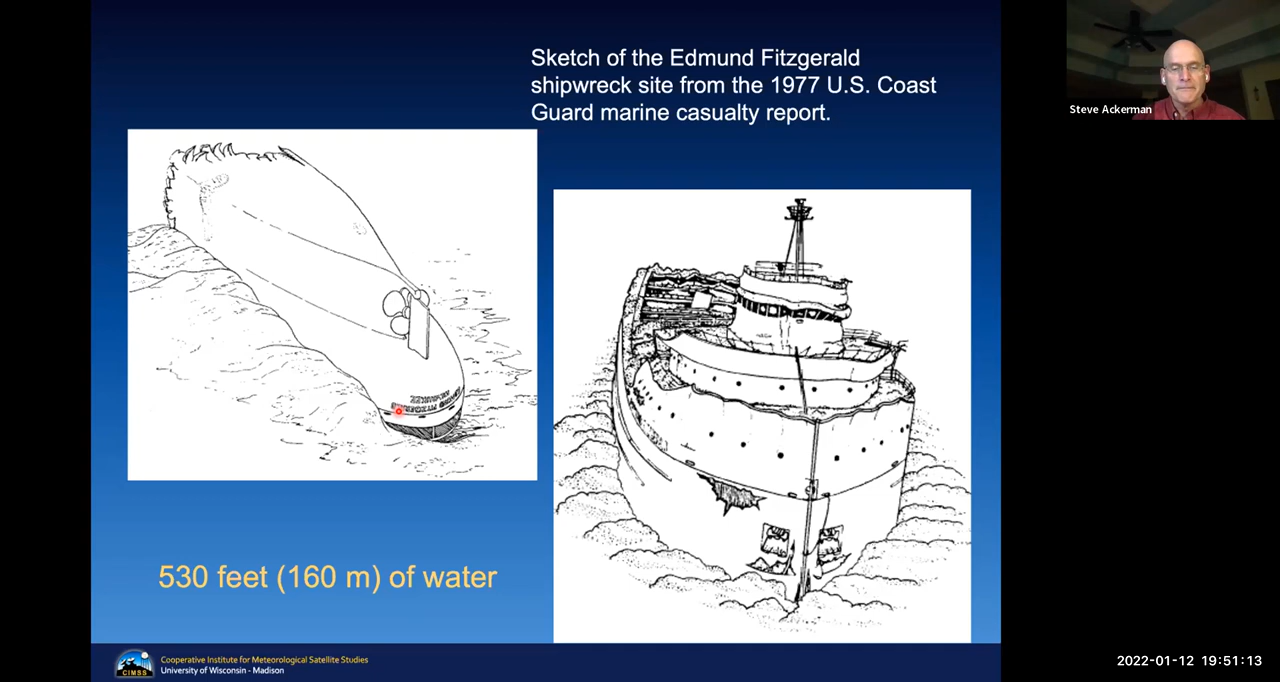 Sketch of the Edmund Fitzgerald
shipwreck site from the 1977 U.S. Coast
Guard marine casualty report.
Steve Ackerman
530 feet (160 m) of water
CIMSS
Cooperative Institute for Meteorological Satellite Studies
University of Wisconsin - Madison
2022-01-12 19:51:13